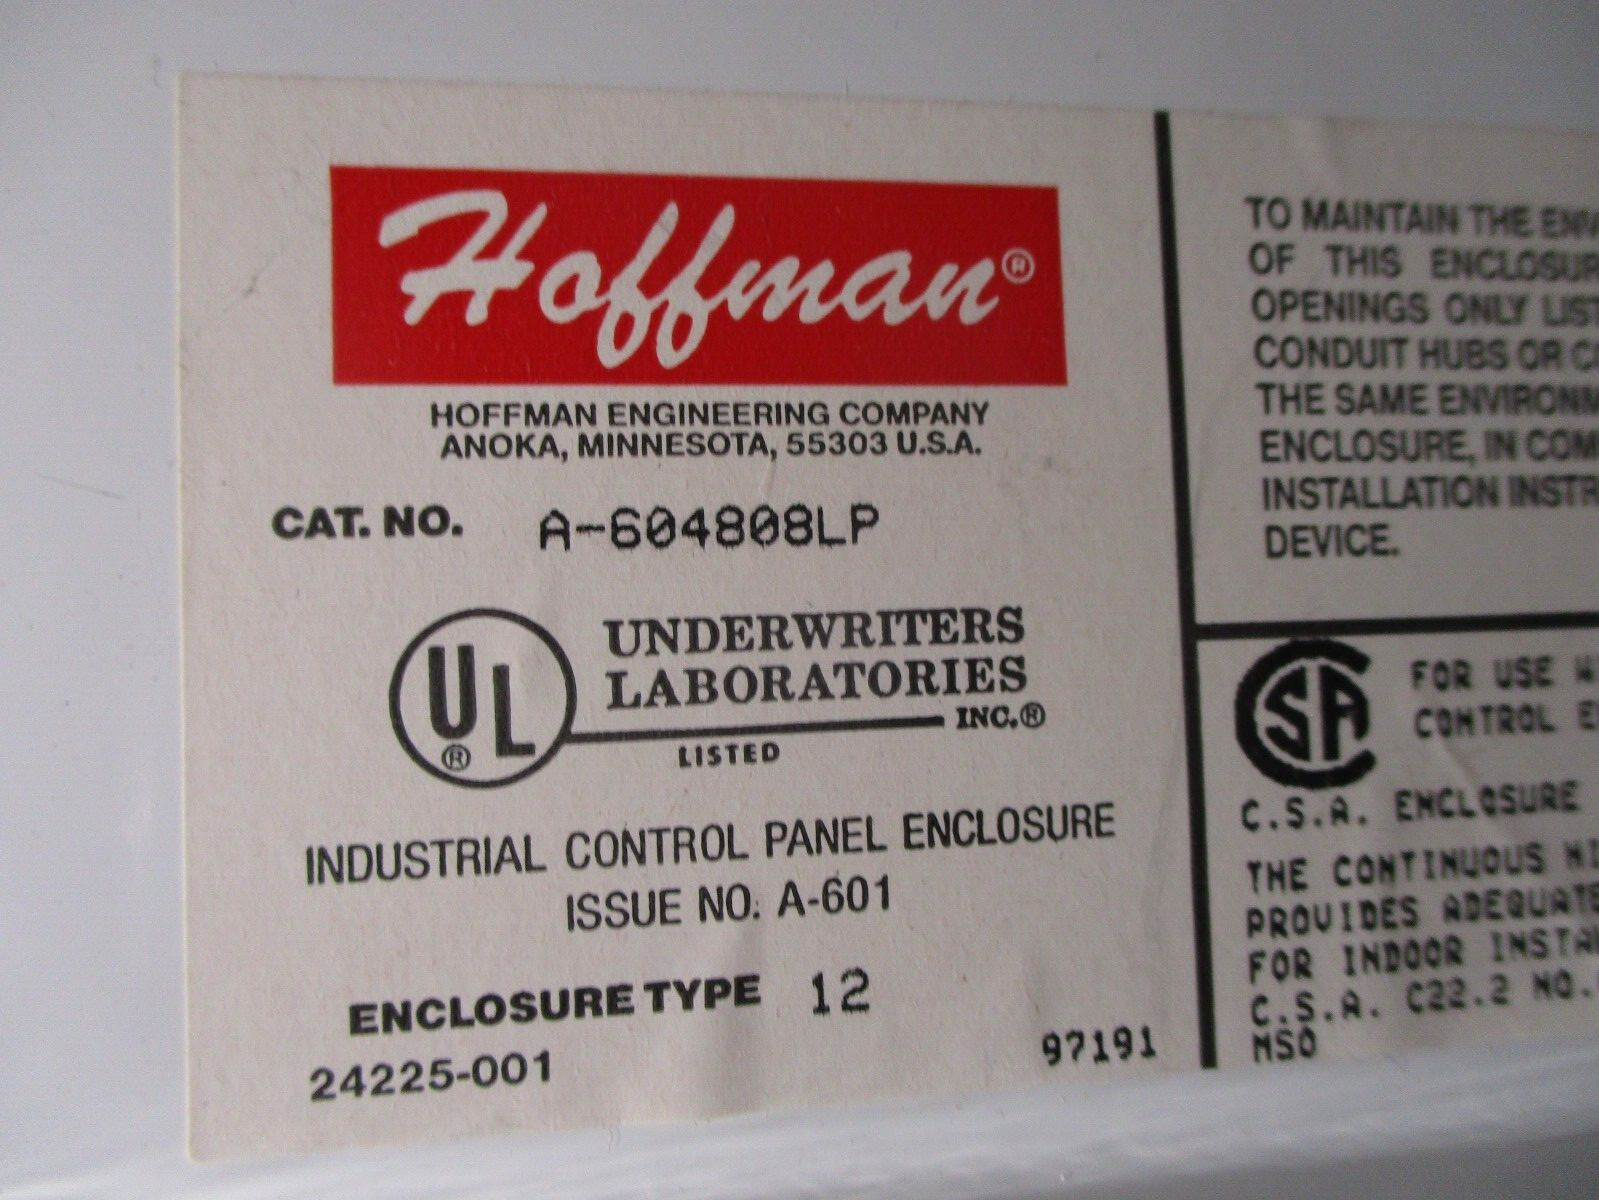 Hoffman®
HOFFMAN ENGINEERING COMPANY
ANOKA, MINNESOTA, 55303 U.S.A.
CAT. NO. A-604808LP
UL®
UNDERWRITERS
LABORATORIES
INC.®
LISTED
INDUSTRIAL CONTROL PANEL ENCLOSURE
ISSUE NO. A-601
ENCLOSURE TYPE 12
24225-001
97191
TO MAINTAIN THE
OF THIS
OPENINGS ONLY
CONDUIT HUBS OR
THE SAME
ENCLOSURE, IN
INSTALLATION
DEVICE.
CSA
FOR USE
CONTROL
C.S.A. ENCLOSURE
THE CONTINUOUS
PROVIDES
FOR INDOOR
C.S.A. C22.2 NO.
MSO